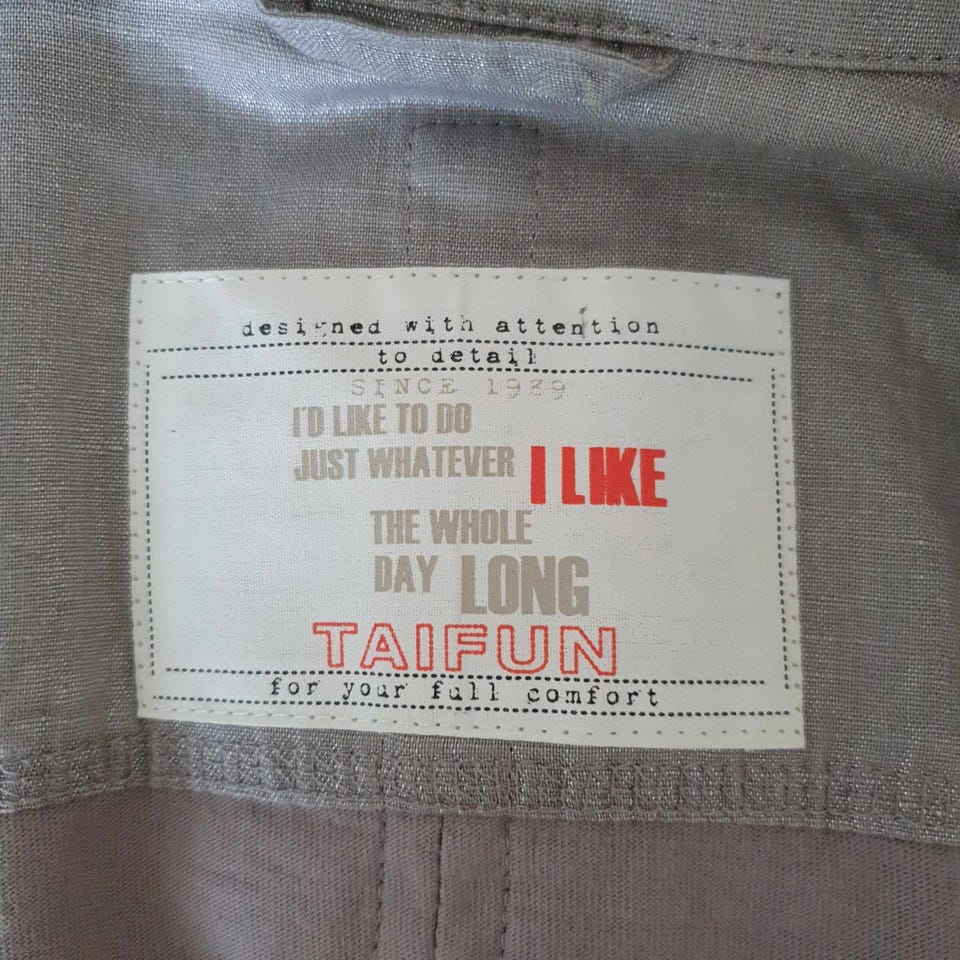 designed with attention
to detail
SINCE 1989
I'D LIKE TO DO
JUST WHATEVER I LIKE
THE WHOLE
DAY LONG
TAIFUN
for your full comfort